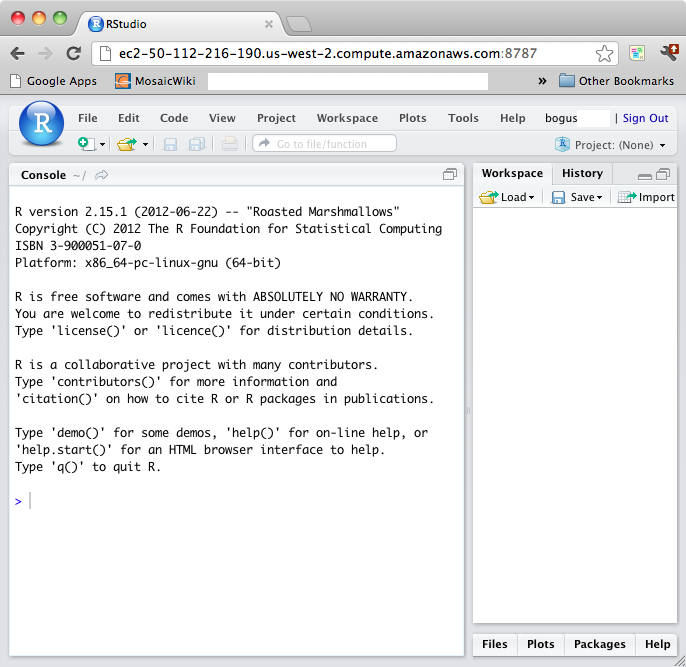 RStudio
ec2-50-112-216-190.us-west-2.compute.amazonaws.com:8787
Google Apps MosaicWiki » Other Bookmarks
R File Edit Code View Project Workspace Plots Tools Help bogus | Sign Out
Go to file/function Project: (None)
Console ~/
R version 2.15.1 (2012-06-22) -- "Roasted Marshmallows"
Copyright (C) 2012 The R Foundation for Statistical Computing
ISBN 3-900051-07-0
Platform: x86_64-pc-linux-gnu (64-bit)
R is free software and comes with ABSOLUTELY NO WARRANTY.
You are welcome to redistribute it under certain conditions.
Type 'license()' or 'licence()' for distribution details.
R is a collaborative project with many contributors.
Type 'contributors()' for more information and
'citation()' on how to cite R or R packages in publications.
Type 'demo()' for some demos, 'help()' for on-line help, or
'help.start()' for an HTML browser interface to help.
Type 'q()' to quit R.
>
Workspace History
Load Save Import
Files Plots Packages Help